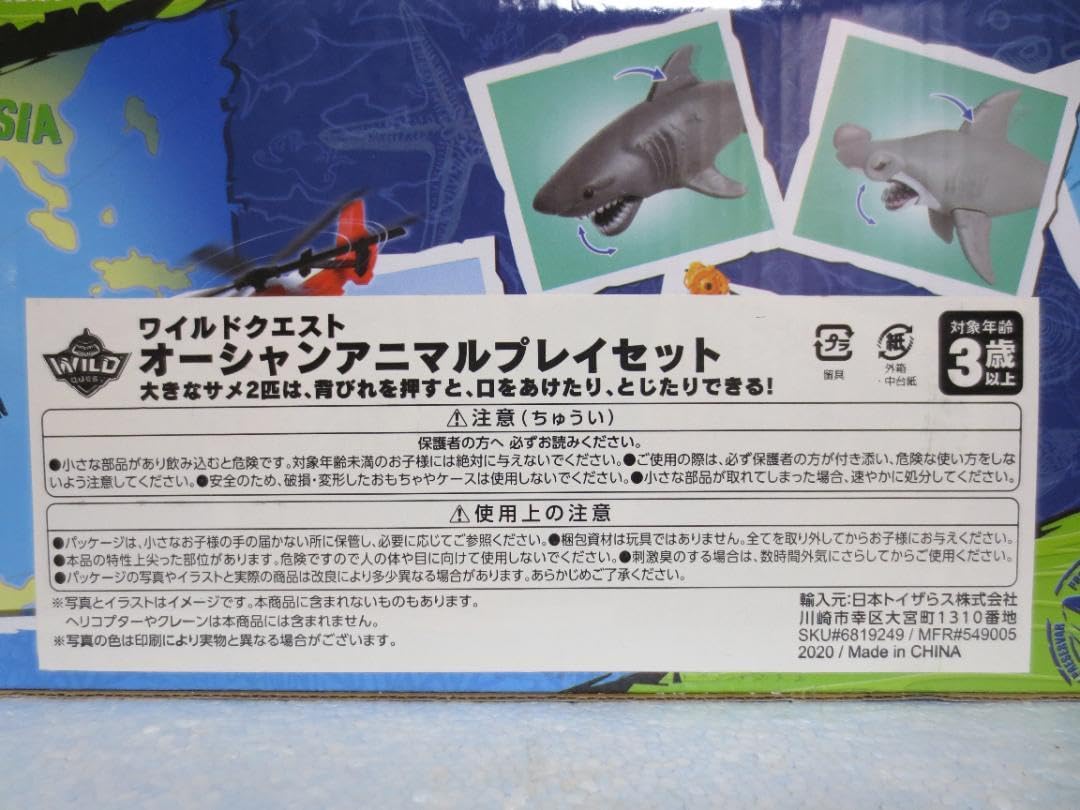 SIA
ワイルドクエスト
オーシャンアニマルプレイセット
大きなサメ2匹は、背びれを押すと、口をあけたり、とじたりできる!
WILD
QUEST
プラ
留具
紙
外箱
・中台紙
対象年齢
3歳
以上
⚠注意(ちゅうい)
保護者の方へ 必ずお読みください。
●小さな部品があり飲み込むと危険です。対象年齢未満のお子様には絶対に与えないでください。●ご使用の際は、必ず保護者の方が付き添い、危険な使い方をしな
いよう注意してください。●安全のため、破損・変形したおもちゃやケースは使用しないでください。●小さな部品が取れてしまった場合、速やかに処分してください。
⚠使用上の注意
●パッケージは、小さなお子様の手の届かない所に保管し、必要に応じてご参照ください。●梱包資材は玩具ではありません。全てを取り外してからお子様にお与えください。
●本品の特性上尖った部位があります。危険ですので人の体や目に向けて使用しないでください。●刺激臭のする場合は、数時間外気にさらしてからご使用ください。
●パッケージの写真やイラストと実際の商品は改良により多少異なる場合があります。あらかじめご了承ください。
※写真とイラストはイメージです。本商品に含まれないものもあります。
ヘリコプターやクレーンは本商品には含まれません。
※写真の色は印刷により実物と異なる場合がございます。
輸入元:日本トイザらス株式会社
川崎市幸区大宮町1310番地
SKU#6819249 / MFR#549005
2020 / Made in CHINA